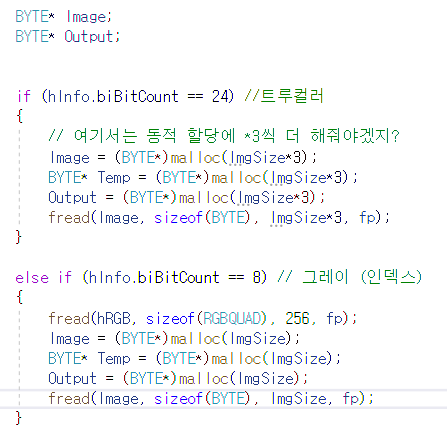 BYTE* Image;
BYTE* Output;
if (hInfo.biBitCount == 24) //트루컬러
{
// 여기서는 동적 할당에 *3씩 더 해줘야겠지?
Image = (BYTE*)malloc(ImgSize*3);
BYTE* Temp = (BYTE*)malloc(ImgSize*3);
Output = (BYTE*)malloc(ImgSize*3);
fread(Image, sizeof(BYTE), ImgSize*3, fp);
}
else if (hInfo.biBitCount == 8) // 그레이 (인덱스)
{
fread(hRGB, sizeof(RGBQUAD), 256, fp);
Image = (BYTE*)malloc(ImgSize);
BYTE* Temp = (BYTE*)malloc(ImgSize);
Output = (BYTE*)malloc(ImgSize);
fread(Image, sizeof(BYTE), ImgSize, fp);
}